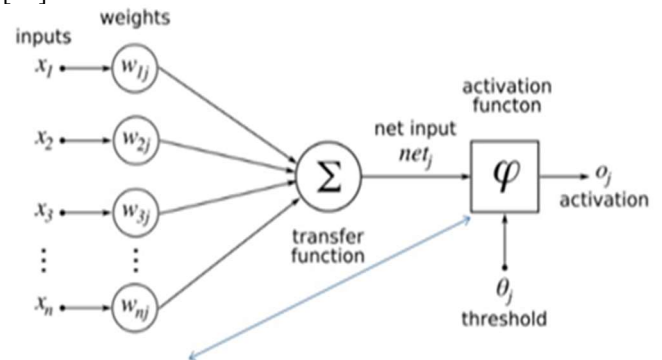 weights
inputs
x1
w1j
x2
w2j
x3
w3j
⋮
⋮
xn
wnj
Σ
transfer
function
net input
netj
activation
functon
φ
oj
activation
θj
threshold